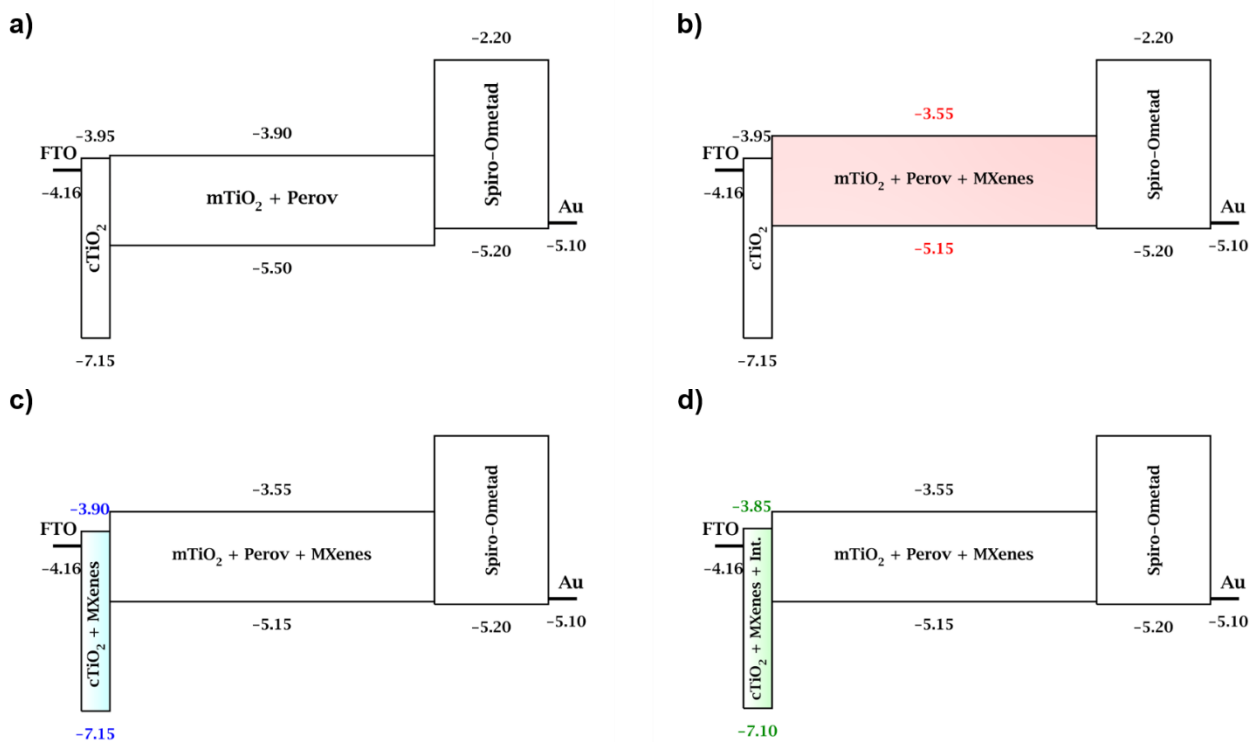 a)
–2.20
–3.95
–3.90
FTO
–4.16
cTiO₂
mTiO₂ + Perov
Spiro–Ometad
Au
–5.10
–5.20
–5.50
–7.15
b)
–2.20
–3.55
–3.95
FTO
–4.16
cTiO₂
mTiO₂ + Perov + MXenes
Spiro–Ometad
Au
–5.10
–5.20
–5.15
–7.15
c)
–3.90
–3.55
FTO
–4.16
cTiO₂ + MXenes
mTiO₂ + Perov + MXenes
Spiro–Ometad
Au
–5.10
–5.15
–5.20
–7.15
d)
–3.85
–3.55
FTO
–4.16
cTiO₂ + MXenes + Int.
mTiO₂ + Perov + MXenes
Spiro–Ometad
Au
–5.10
–5.15
–5.20
–7.10